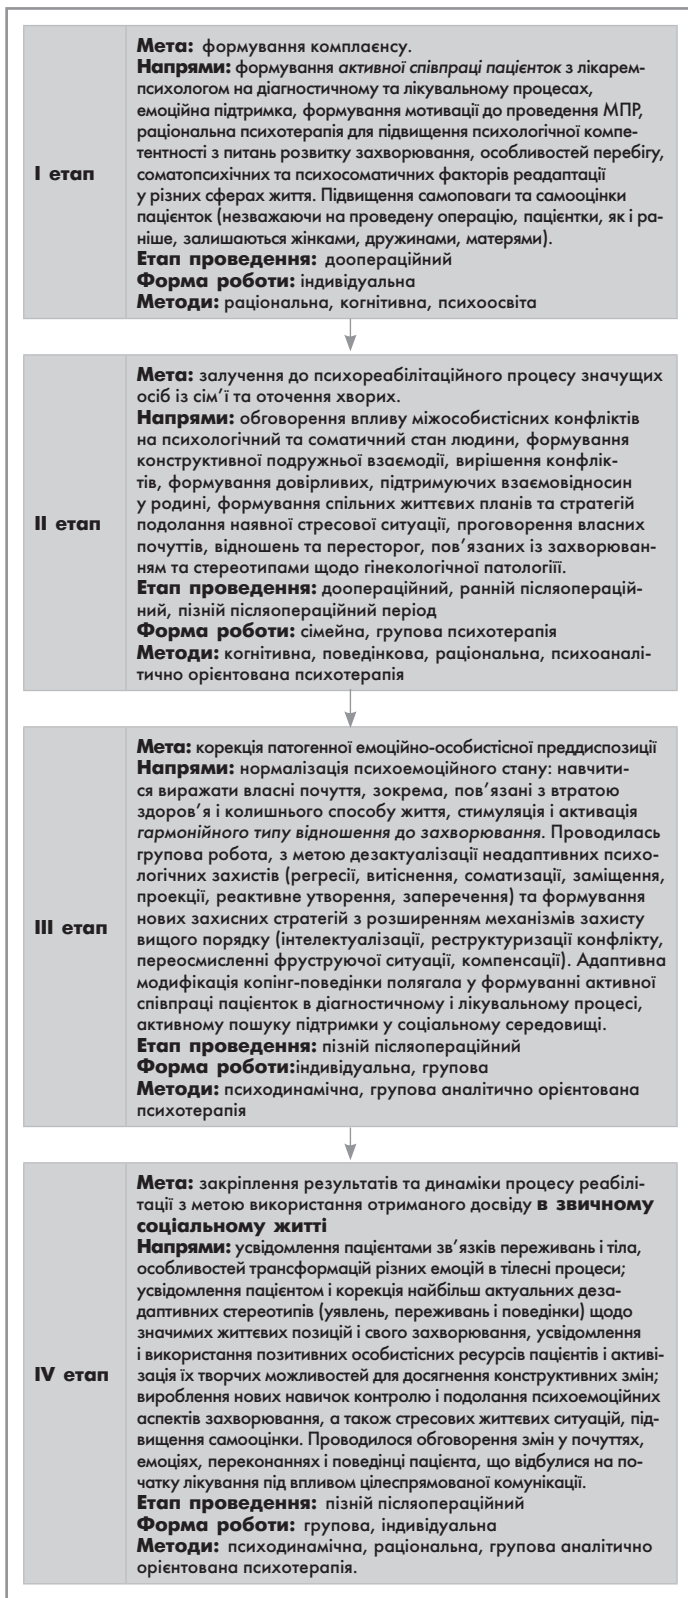 I етап
Мета: формування комплаєнсу.
Напрями: формування активної співпраці пацієнток з лікарем-
психологом на діагностичному та лікувальному процесах,
емоційна підтримка, формування мотивації до проведення МПР,
раціональна психотерапія для підвищення психологічної компе-
тентності з питань розвитку захворювання, особливостей перебігу,
соматопсихічних та психосоматичних факторів реадаптації
у різних сферах життя. Підвищення самоповаги та самооцінки
пацієнток (незважаючи на проведену операцію, пацієнтки, як і ра-
ніше, залишаються жінками, дружинами, матерями).
Етап проведення: доопераційний
Форма роботи: індивідуальна
Методи: раціональна, когнітивна, психоосвіта
II етап
Мета: залучення до психореабілітаційного процесу значущих
осіб із сім’ї та оточення хворих.
Напрями: обговорення впливу міжособистісних конфліктів
на психологічний та соматичний стан людини, формування
конструктивної подружньої взаємодії, вирішення конфлік-
тів, формування довірливих, підтримуючих взаємовідносин
у родині, формування спільних життєвих планів та стратегій
подолання наявної стресової ситуації, проговорення власних
почуттів, відношень та пересторог, пов’язаних із захворюван-
ням та стереотипами щодо гінекологічної патологіії.
Етап проведення: доопераційний, ранній післяоперацій-
ний, пізній післяопераційний період
Форма роботи: сімейна, групова психотерапія
Методи: когнітивна, поведінкова, раціональна, психоаналі-
тично орієнтована психотерапія
III етап
Мета: корекція патогенної емоційно-особистісної преддиспозиції
Напрями: нормалізація психоемоційного стану: навчити-
ся виражати власні почуття, зокрема, пов’язані з втратою
здоров’я і колишнього способу життя, стимуляція і активація
гармонійного типу відношення до захворювання. Проводилась
групова робота, з метою дезактуалізації неадаптивних психо-
логічних захистів (регресії, витіснення, соматизації, заміщення,
проекції, реактивне утворення, заперечення) та формування
нових захисних стратегій з розширенням механізмів захисту
вищого порядку (інтелектуалізації, реструктуризації конфлікту,
переосмисленні фруструючої ситуації, компенсації). Адаптивна
модифікація копінг-поведінки полягала у формуванні активної
співпраці пацієнток в діагностичному і лікувальному процесі,
активному пошуку підтримки у соціальному середовищі.
Етап проведення: пізній післяопераційний
Форма роботи:індивідуальна, групова
Методи: психодинамічна, групова аналітично орієнтована
психотерапія
IV етап
Мета: закріплення результатів та динаміки процесу реабілі-
тації з метою використання отриманого досвіду в звичному
соціальному житті
Напрями: усвідомлення пацієнтами зв’язків переживань і тіла,
особливостей трансформацій різних емоцій в тілесні процеси;
усвідомлення пацієнтом і корекція найбільш актуальних деза-
даптивних стереотипів (уявлень, переживань і поведінки) щодо
значимих життєвих позицій і свого захворювання, усвідомлення
і використання позитивних особистісних ресурсів пацієнтів і активі-
зація їх творчих можливостей для досягнення конструктивних змін;
вироблення нових навичок контролю і подолання психоемоційних
аспектів захворювання, а також стресових життєвих ситуацій, під-
вищення самооцінки. Проводилося обговорення змін у почуттях,
емоціях, переконаннях і поведінці пацієнта, що відбулися на по-
чатку лікування під впливом цілеспрямованої комунікації.
Етап проведення: пізній післяопераційний
Форма роботи: групова, індивідуальна
Методи: психодинамічна, раціональна, групова аналітично
орієнтована психотерапія.